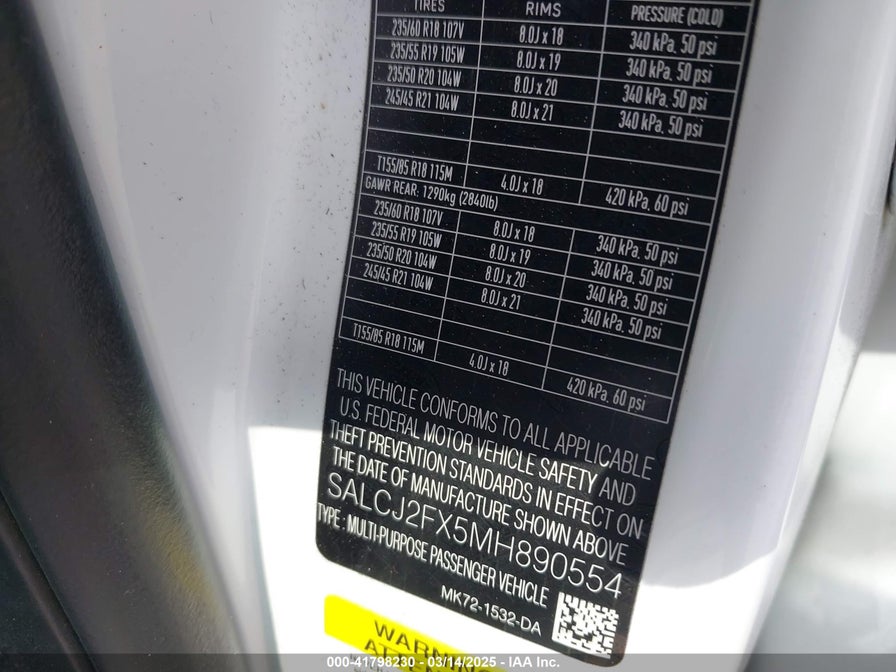 TIRES RIMS PRESSURE (COLD)
235/60 R18 107V 8.0J x 18 340 kPa, 50 psi
235/55 R19 105W 8.0J x 19 340 kPa, 50 psi
235/50 R20 104W 8.0J x 20 340 kPa, 50 psi
245/45 R21 104W 8.0J x 21 340 kPa, 50 psi
T155/85 R18 115M 4.0J x 18 420 kPa, 60 psi
GAWR REAR: 1290kg (2840lb)
235/60 R18 107V 8.0J x 18 340 kPa, 50 psi
235/55 R19 105W 8.0J x 19 340 kPa, 50 psi
235/50 R20 104W 8.0J x 20 340 kPa, 50 psi
245/45 R21 104W 8.0J x 21 340 kPa, 50 psi
T155/85 R18 115M 4.0J x 18 420 kPa, 60 psi
THIS VEHICLE CONFORMS TO ALL APPLICABLE
U.S. FEDERAL MOTOR VEHICLE SAFETY AND
THEFT PREVENTION STANDARDS IN EFFECT ON
THE DATE OF MANUFACTURE SHOWN ABOVE
SALCJ2FX5MH890554
TYPE : MULTI-PURPOSE PASSENGER VEHICLE
MK72-1532-DA
WARNING
000-41798230 - 03/14/2025 - IAA Inc.